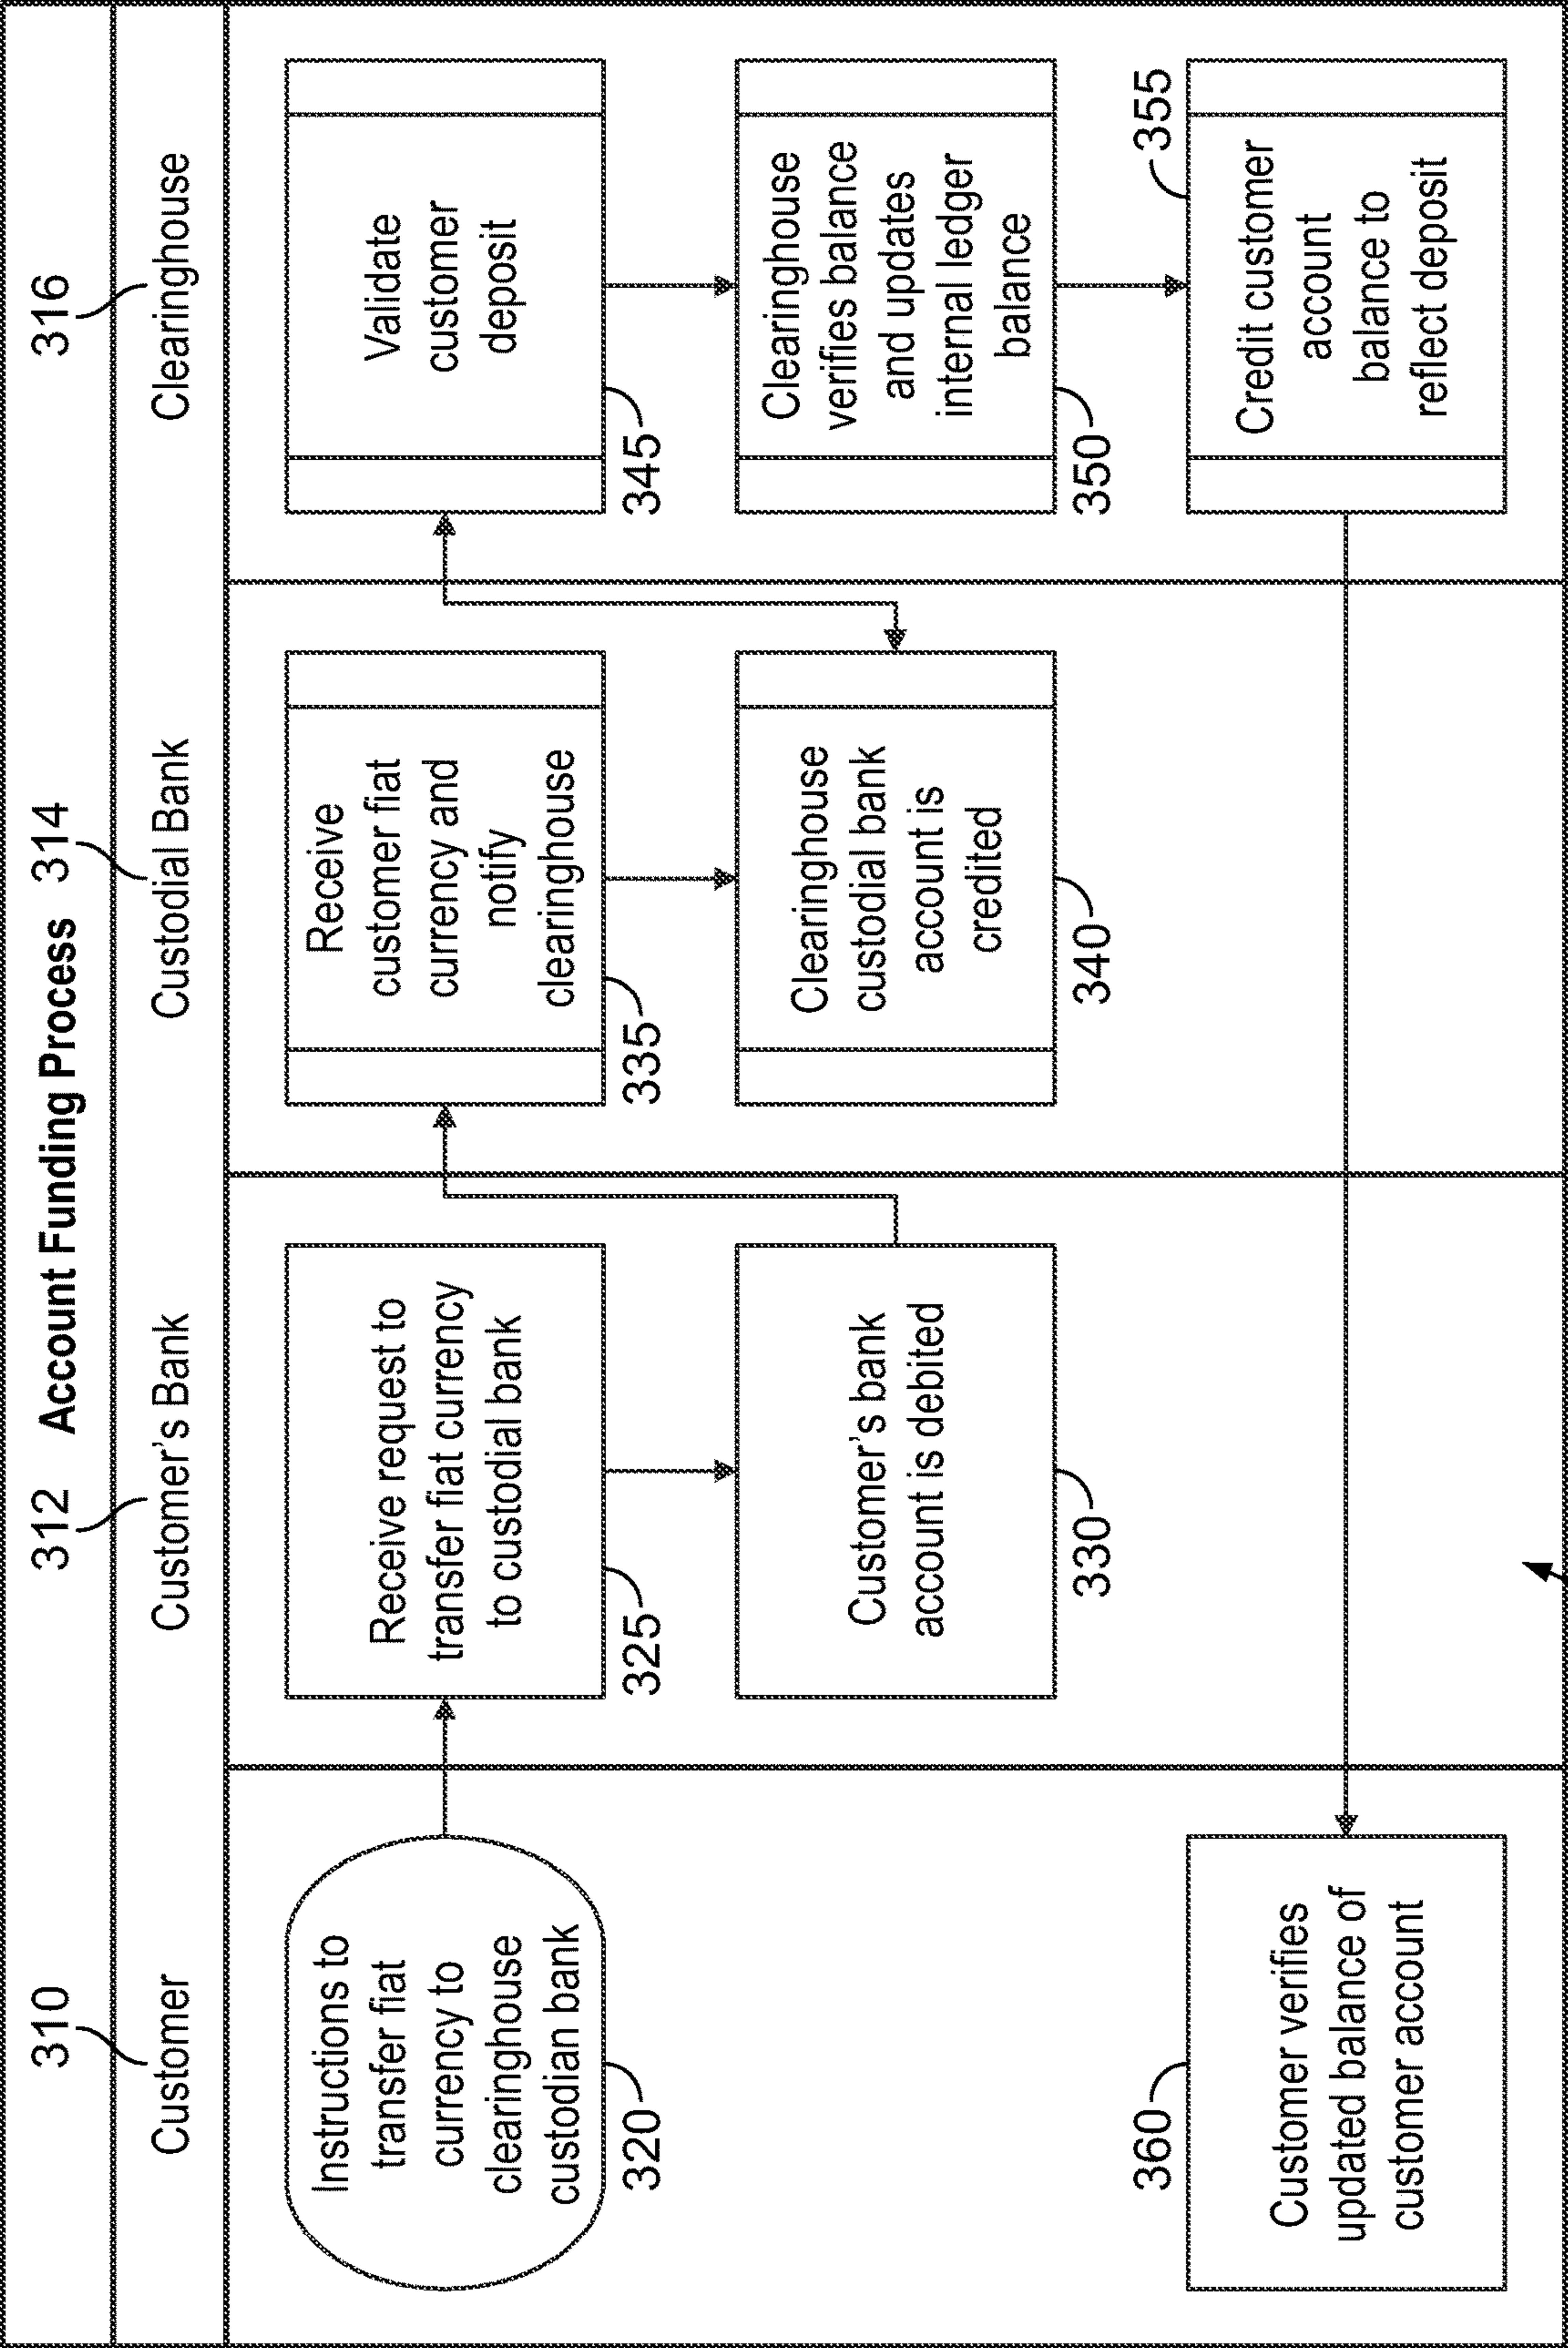 310
312
Account Funding Process
314
316
Customer
Customer's Bank
Custodial Bank
Clearinghouse
Instructions to
transfer fiat
currency to
clearinghouse
custodian bank
320
Receive request to
transfer fiat currency
to custodial bank
325
Receive
customer fiat
currency and
notify
clearinghouse
335
Validate
customer
deposit
345
Customer's bank
account is debited
330
Clearinghouse
custodial bank
account is
credited
340
Clearinghouse
verifies balance
and updates
internal ledger
balance
350
360
Customer verifies
updated balance of
customer account
355
Credit customer
account
balance to
reflect deposit